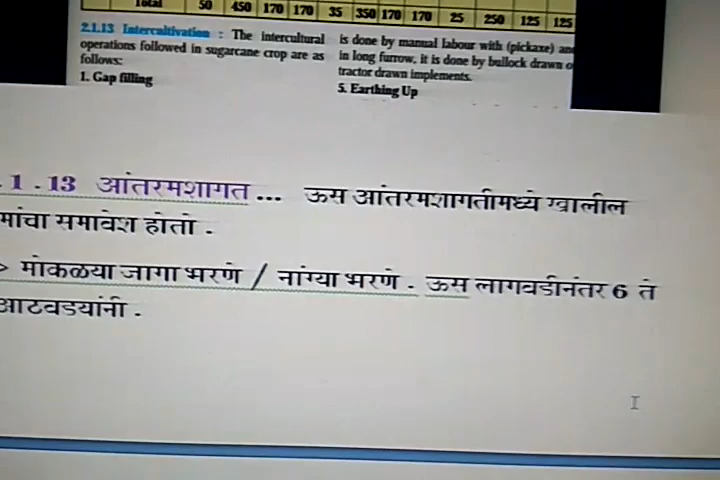 Total 50 450 170 170 35 350 170 170 25 250 125 125
2.1.13 Intercaltivation : The intercultural
operations followed in sugarcane crop are as
follows:
1. Gap filling
is done by manual labour with (pickaxe) and
in long furrow, it is done by bullock drawn o
tractor drawn implements.
5. Earthing Up
. 1 . 13 आंतरमशागत ... ऊस आंतरमशागतीमध्ये खालील
मांचा समावेश होतो .
> मोकळया जागा भरणे / नांग्या भरणे . ऊस लागवडीनंतर 6 ते
आठवडयांनी .